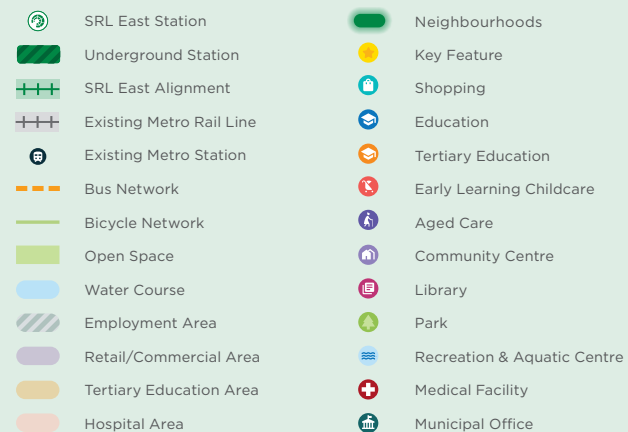 SRL East Station
Underground Station
SRL East Alignment
Existing Metro Rail Line
Existing Metro Station
Bus Network
Bicycle Network
Open Space
Water Course
Employment Area
Retail/Commercial Area
Tertiary Education Area
Hospital Area
Neighbourhoods
Key Feature
Shopping
Education
Tertiary Education
Early Learning Childcare
Aged Care
Community Centre
Library
Park
Recreation & Aquatic Centre
Medical Facility
Municipal Office